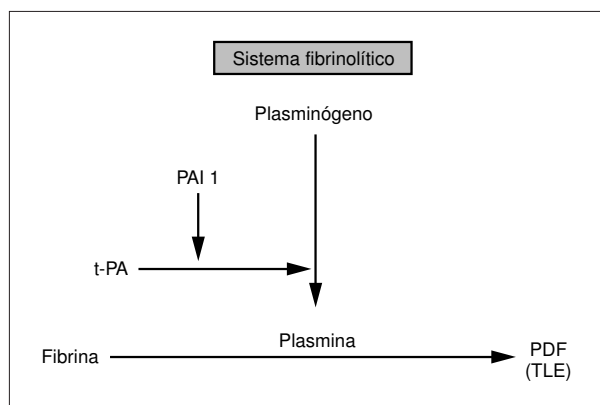 Sistema fibrinolítico
Plasminógeno
PAI 1
t-PA
Plasmina
Fibrina
PDF
(TLE)